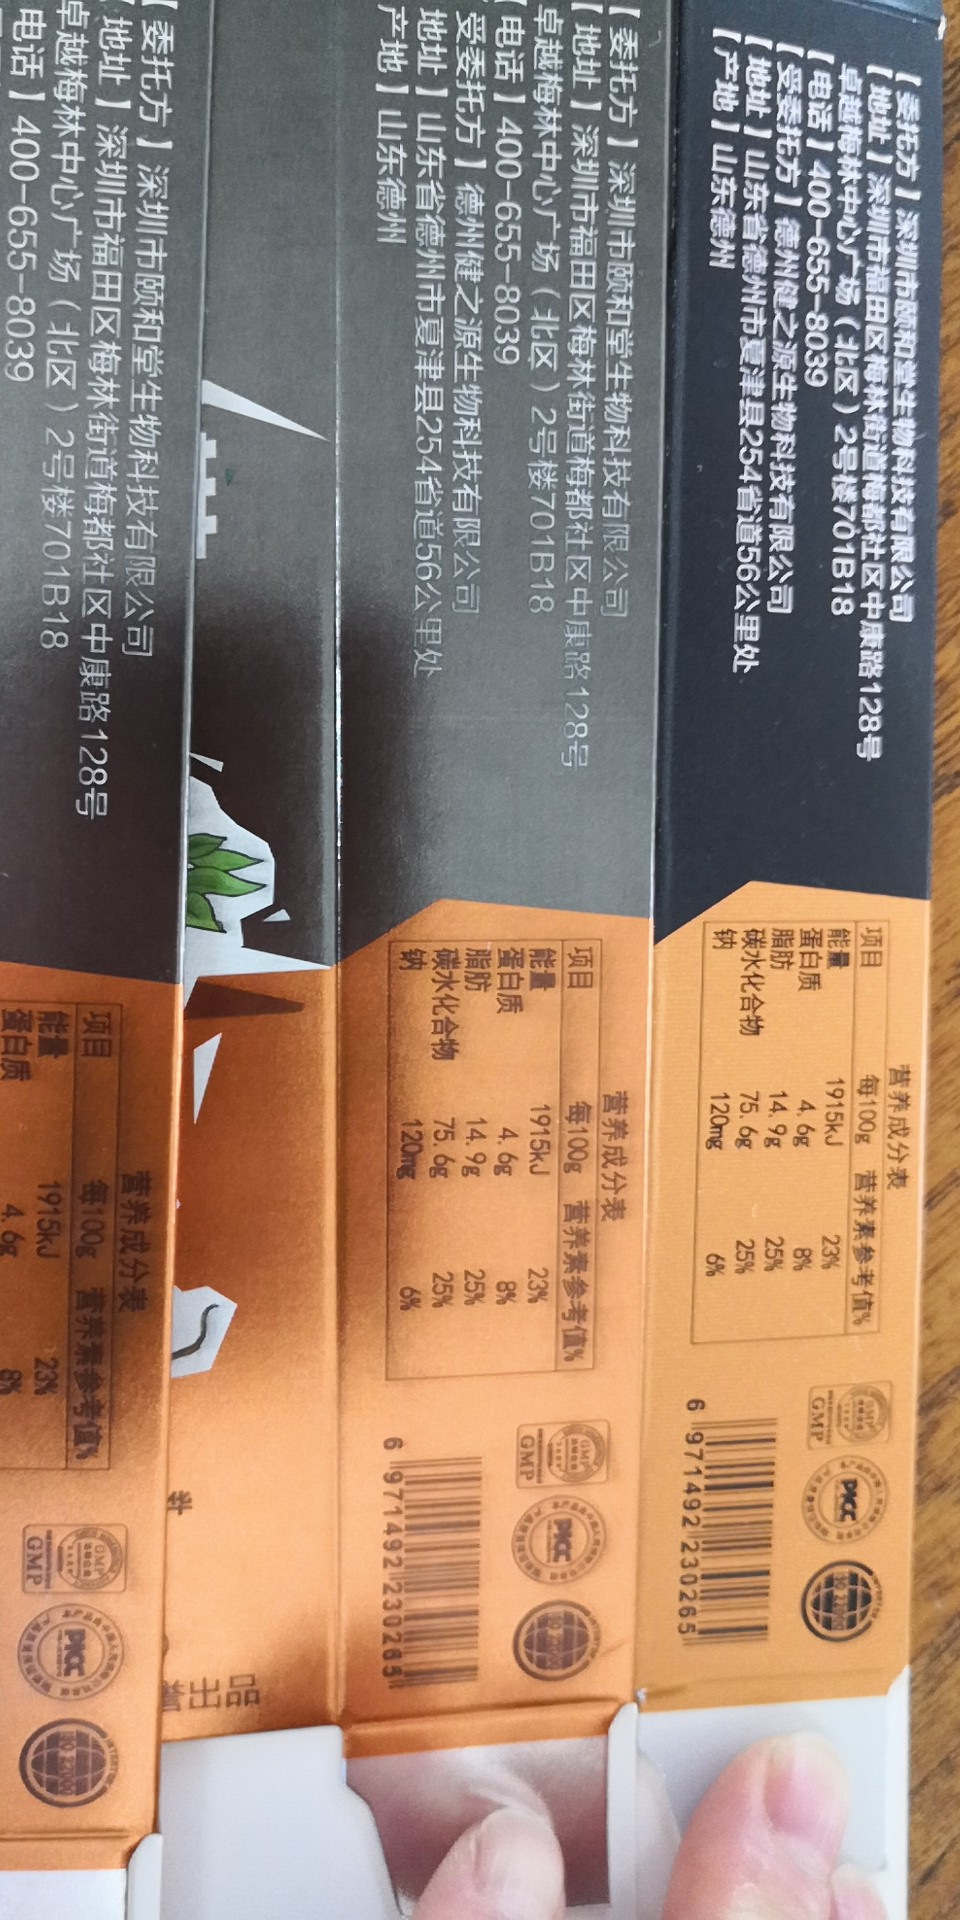 【委托方】深圳市颐和堂生物科技有限公司
【地址】深圳市福田区梅林街道梅都社区中康路128号
卓越梅林中心广场（北区）2号楼701B18
【电话】400-655-8039
【受委托方】德州健之源生物科技有限公司
【地址】山东省德州市夏津县254省道56公里处
【产地】山东德州
营养成分表
项目 每100g 营养素参考值%
能量 1915kJ 23%
蛋白质 4.6g 8%
脂肪 14.9g 25%
碳水化合物 75.6g 25%
钠 120mg 6%
GMP
PICC
ISO 22000
6 971492 230265
【委托方】深圳市颐和堂生物科技有限公司
【地址】深圳市福田区梅林街道梅都社区中康路128号
卓越梅林中心广场（北区）2号楼701B18
【电话】400-655-8039
【受委托方】德州健之源生物科技有限公司
【地址】山东省德州市夏津县254省道56公里处
【产地】山东德州
营养成分表
项目 每100g 营养素参考值%
能量 1915kJ 23%
蛋白质 4.6g 8%
脂肪 14.9g 25%
碳水化合物 75.6g 25%
钠 120mg 6%
GMP
PICC
ISO 22000
6 971492 230265
出品
【委托方】深圳市颐和堂生物科技有限公司
【地址】深圳市福田区梅林街道梅都社区中康路128号
卓越梅林中心广场（北区）2号楼701B18
电话】400-655-8039
营养成分表
项目 每100g 营养素参考值%
能量 1915kJ 23%
蛋白质 4.6g 8%
GMP
PICC
ISO 22000